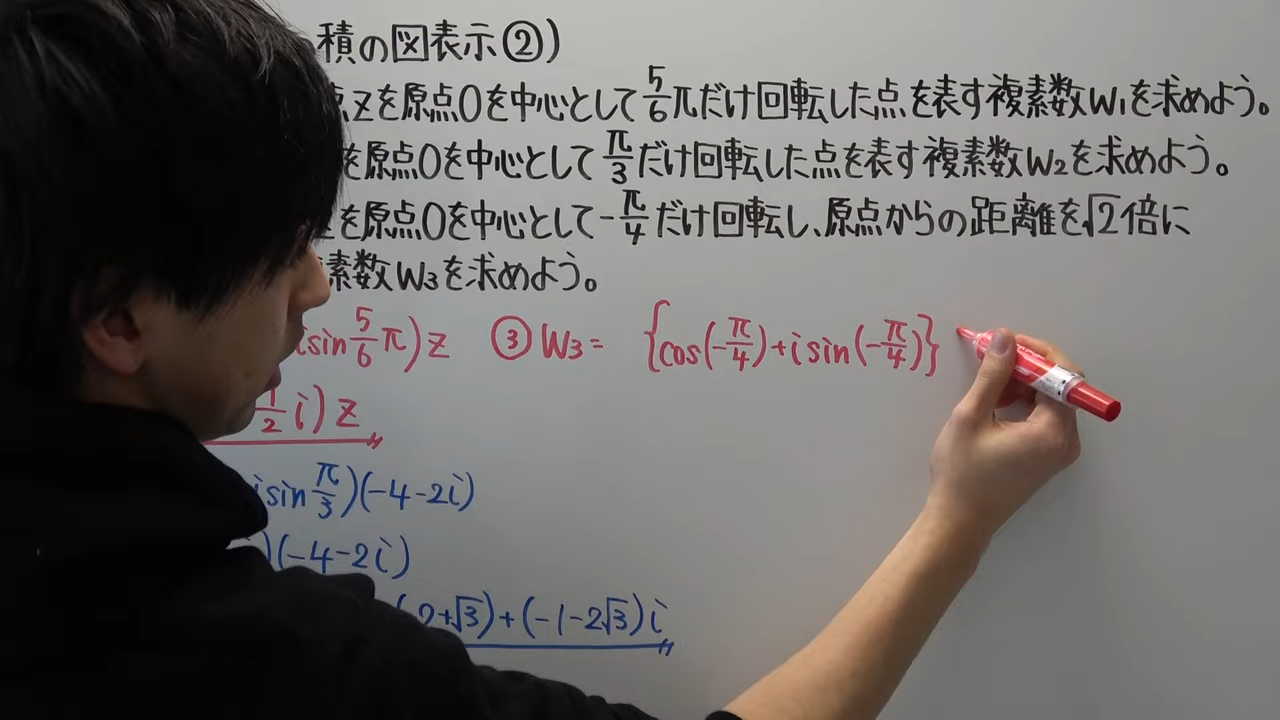 積の図表示②)
zを原点Oを中心として5/6πだけ回転した点を表す複素数w₁を求めよう。
を原点Oを中心としてπ/3だけ回転した点を表す複素数w₂を求めよう。
を原点Oを中心として-π/4だけ回転し、原点からの距離を√2倍に
素数w₃を求めよう。
isin5/6π)z
1/2i)z
isinπ/3)(-4-2i)
)(-4-2i)
2+√3)+(-1-2√3)i
③w₃= {cos(-π/4)+isin(-π/4)}